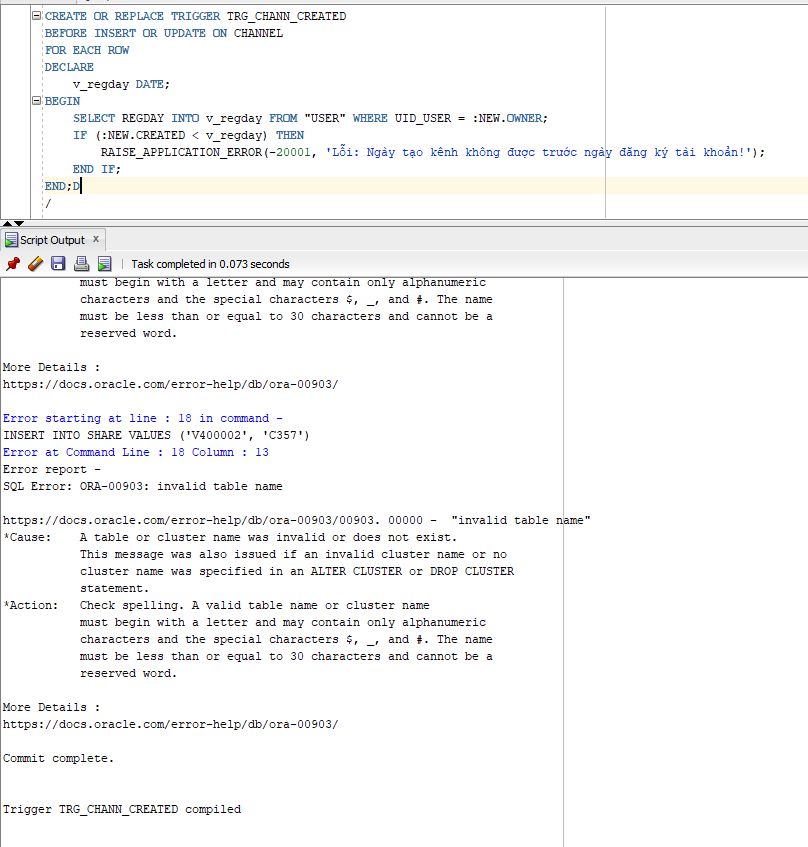 CREATE OR REPLACE TRIGGER TRG_CHANN_CREATED
BEFORE INSERT OR UPDATE ON CHANNEL
FOR EACH ROW
DECLARE
    v_regday DATE;
BEGIN
    SELECT REGDAY INTO v_regday FROM "USER" WHERE UID_USER = :NEW.OWNER;
    IF (:NEW.CREATED < v_regday) THEN
        RAISE_APPLICATION_ERROR(-20001, 'Lỗi: Ngày tạo kênh không được trước ngày đăng ký tài khoản!');
    END IF;
END;D
/
Script Output x
Task completed in 0.073 seconds
must begin with a letter and may contain only alphanumeric
characters and the special characters $, _, and #. The name
must be less than or equal to 30 characters and cannot be a
reserved word.
More Details :
https://docs.oracle.com/error-help/db/ora-00903/
Error starting at line : 18 in command -
INSERT INTO SHARE VALUES ('V400002', 'C357')
Error at Command Line : 18 Column : 13
Error report -
SQL Error: ORA-00903: invalid table name
https://docs.oracle.com/error-help/db/ora-00903/00903. 00000 -  "invalid table name"
*Cause:    A table or cluster name was invalid or does not exist.
           This message was also issued if an invalid cluster name or no
           cluster name was specified in an ALTER CLUSTER or DROP CLUSTER
           statement.
*Action:   Check spelling. A valid table name or cluster name
           must begin with a letter and may contain only alphanumeric
           characters and the special characters $, _, and #. The name
           must be less than or equal to 30 characters and cannot be a
           reserved word.
More Details :
https://docs.oracle.com/error-help/db/ora-00903/
Commit complete.
Trigger TRG_CHANN_CREATED compiled